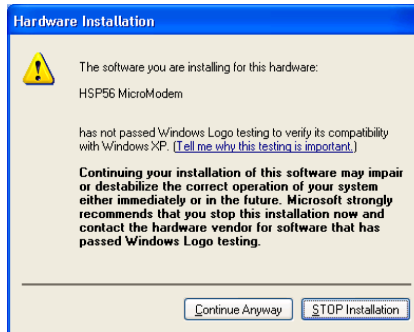 Hardware Installation
The software you are installing for this hardware:
HSP56 MicroModem
has not passed Windows Logo testing to verify its compatibility
with Windows XP. (Tell me why this testing is important.)
Continuing your installation of this software may impair
or destabilize the correct operation of your system
either immediately or in the future. Microsoft strongly
recommends that you stop this installation now and
contact the hardware vendor for software that has
passed Windows Logo testing.
Continue Anyway STOP Installation